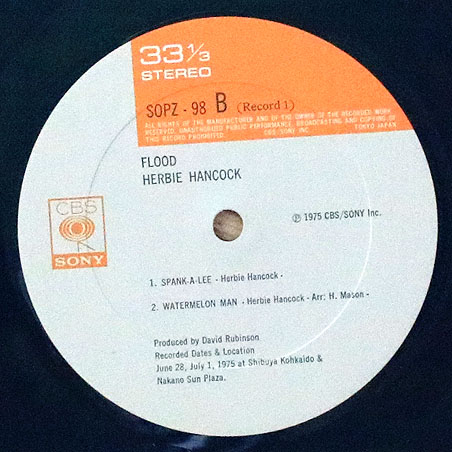 33 1/3
STEREO
SOPZ - 98 B (Record 1)
ALL RIGHTS OF THE MANUFACTURER AND OF THE OWNER OF THE RECORDED WORK
RESERVED. UNAUTHORISED PUBLIC PERFORMANCE, BROADCASTING AND COPYING OF
THIS RECORD PROHIBITED. CBS/SONY INC. TOKYO JAPAN
FLOOD
HERBIE HANCOCK
CBS
SONY
℗ 1975 CBS/SONY Inc.
1. SPANK-A-LEE - Herbie Hancock -
2. WATERMELON MAN - Herbie Hancock - Arr: H. Mason -
Produced by David Rubinson
Recorded Dates & Location
June 28, July 1, 1975 at Shibuya Kohkaido &
Nakano Sun Plaza.